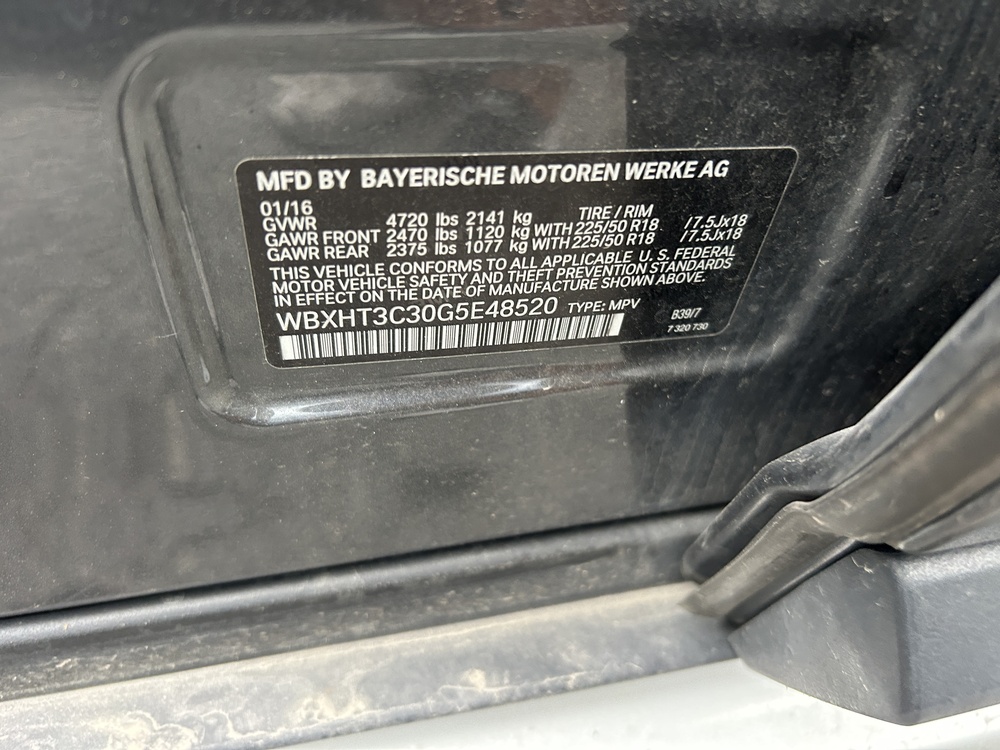 MFD BY BAYERISCHE MOTOREN WERKE AG
01/16 TIRE / RIM
GVWR 4720 lbs 2141 kg
GAWR FRONT 2470 lbs 1120 kg WITH 225/50 R18 /7.5Jx18
GAWR REAR 2375 lbs 1077 kg WITH 225/50 R18 /7.5Jx18
THIS VEHICLE CONFORMS TO ALL APPLICABLE U. S. FEDERAL
MOTOR VEHICLE SAFETY AND THEFT PREVENTION STANDARDS
IN EFFECT ON THE DATE OF MANUFACTURE SHOWN ABOVE.
WBXHT3C30G5E48520 TYPE: MPV B39/7
7 320 730